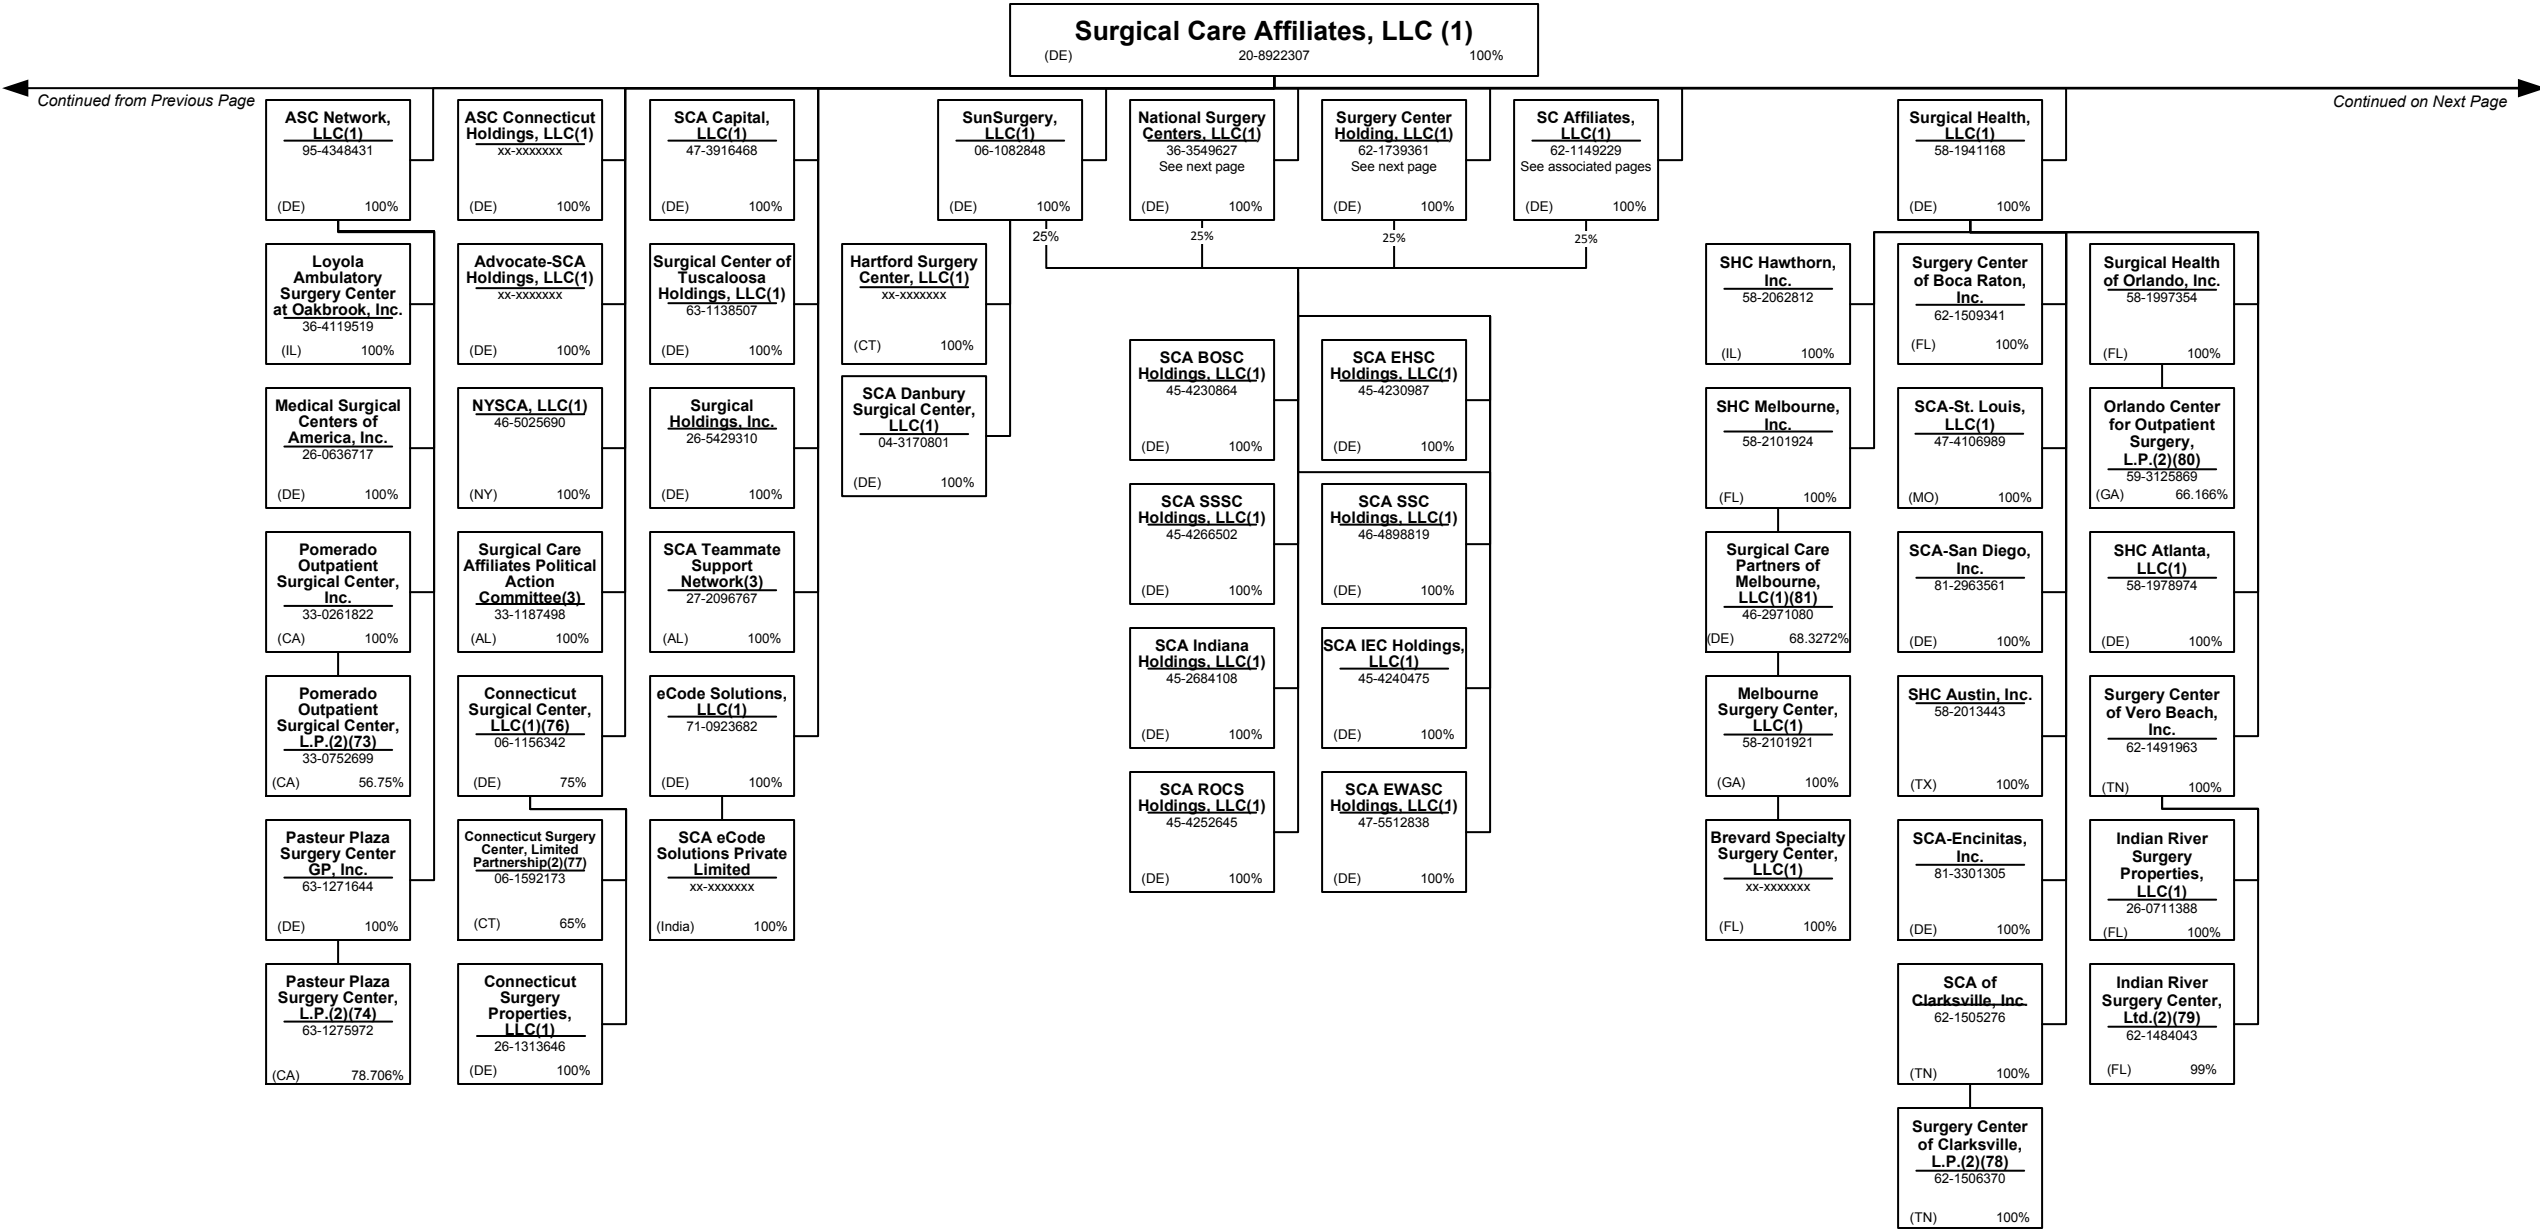 Surgical Care Affiliates, LLC (1)
(DE) 20-8922307 100%
Continued from Previous Page
Continued on Next Page
ASC Network,
LLC(1)
95-4348431
(DE) 100%
Loyola
Ambulatory
Surgery Center
at Oakbrook, Inc.
36-4119519
(IL) 100%
Medical Surgical
Centers of
America, Inc.
26-0636717
(DE) 100%
Pomerado
Outpatient
Surgical Center,
Inc.
33-0261822
(CA) 100%
Pomerado
Outpatient
Surgical Center,
L.P.(2)(73)
33-0752699
(CA) 56.75%
Pasteur Plaza
Surgery Center
GP, Inc.
63-1271644
(DE) 100%
Pasteur Plaza
Surgery Center,
L.P.(2)(74)
63-1275972
(CA) 78.706%
ASC Connecticut
Holdings, LLC(1)
xx-xxxxxxx
(DE) 100%
Advocate-SCA
Holdings, LLC(1)
xx-xxxxxxx
(DE) 100%
NYSCA, LLC(1)
46-5025690
(NY) 100%
Surgical Care
Affiliates Political
Action
Committee(3)
33-1187498
(AL) 100%
Connecticut
Surgical Center,
LLC(1)(76)
06-1156342
(DE) 75%
Connecticut Surgery
Center, Limited
Partnership(2)(77)
06-1592173
(CT) 65%
Connecticut
Surgery
Properties,
LLC(1)
26-1313646
(DE) 100%
SCA Capital,
LLC(1)
47-3916468
(DE) 100%
Surgical Center of
Tuscaloosa
Holdings, LLC(1)
63-1138507
(DE) 100%
Surgical
Holdings, Inc.
26-5429310
(DE) 100%
SCA Teammate
Support
Network(3)
27-2096767
(AL) 100%
eCode Solutions,
LLC(1)
71-0923682
(DE) 100%
SCA eCode
Solutions Private
Limited
xx-xxxxxxx
(India) 100%
SunSurgery,
LLC(1)
06-1082848
(DE) 100%
25%
Hartford Surgery
Center, LLC(1)
xx-xxxxxxx
(CT) 100%
SCA Danbury
Surgical Center,
LLC(1)
04-3170801
(DE) 100%
National Surgery
Centers, LLC(1)
36-3549627
See next page
(DE) 100%
25%
Surgery Center
Holding, LLC(1)
62-1739361
See next page
(DE) 100%
25%
SC Affiliates,
LLC(1)
62-1149229
See associated pages
(DE) 100%
25%
SCA BOSC
Holdings, LLC(1)
45-4230864
(DE) 100%
SCA EHSC
Holdings, LLC(1)
45-4230987
(DE) 100%
SCA SSSC
Holdings, LLC(1)
45-4266502
(DE) 100%
SCA SSC
Holdings, LLC(1)
46-4898819
(DE) 100%
SCA Indiana
Holdings, LLC(1)
45-2684108
(DE) 100%
SCA IEC Holdings,
LLC(1)
45-4240475
(DE) 100%
SCA ROCS
Holdings, LLC(1)
45-4252645
(DE) 100%
SCA EWASC
Holdings, LLC(1)
47-5512838
(DE) 100%
Surgical Health,
LLC(1)
58-1941168
(DE) 100%
SHC Hawthorn,
Inc.
58-2062812
(IL) 100%
SHC Melbourne,
Inc.
58-2101924
(FL) 100%
Surgical Care
Partners of
Melbourne,
LLC(1)(81)
46-2971080
(DE) 68.3272%
Melbourne
Surgery Center,
LLC(1)
58-2101921
(GA) 100%
Brevard Specialty
Surgery Center,
LLC(1)
xx-xxxxxxx
(FL) 100%
Surgery Center
of Boca Raton,
Inc.
62-1509341
(FL) 100%
SCA-St. Louis,
LLC(1)
47-4106989
(MO) 100%
SCA-San Diego,
Inc.
81-2963561
(DE) 100%
SHC Austin, Inc.
58-2013443
(TX) 100%
SCA-Encinitas,
Inc.
81-3301305
(DE) 100%
SCA of
Clarksville, Inc.
62-1505276
(TN) 100%
Surgery Center
of Clarksville,
L.P.(2)(78)
62-1506370
(TN) 100%
Surgical Health
of Orlando, Inc.
58-1997354
(FL) 100%
Orlando Center
for Outpatient
Surgery,
L.P.(2)(80)
59-3125869
(GA) 66.166%
SHC Atlanta,
LLC(1)
58-1978974
(DE) 100%
Surgery Center
of Vero Beach,
Inc.
62-1491963
(TN) 100%
Indian River
Surgery
Properties,
LLC(1)
26-0711388
(FL) 100%
Indian River
Surgery Center,
Ltd.(2)(79)
62-1484043
(FL) 99%